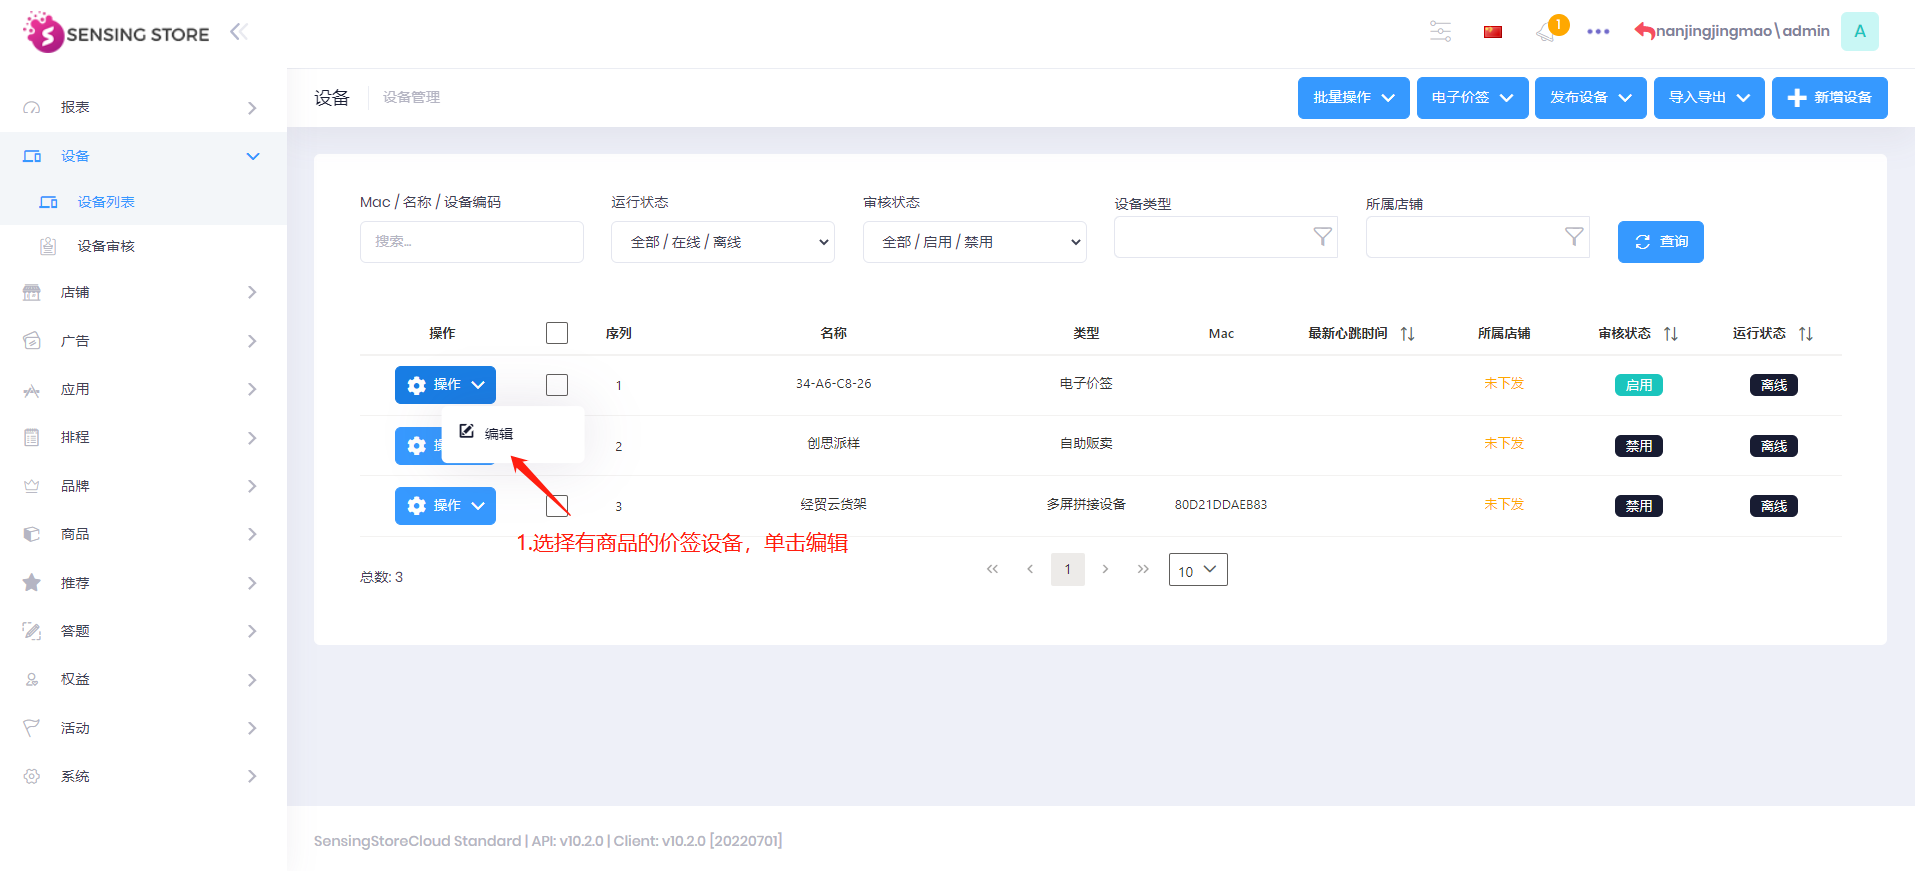 SENSING STORE
1
nanjingjingmao\admin
A
报表
设备
设备列表
设备审核
店铺
广告
应用
排程
品牌
商品
推荐
答题
权益
活动
系统
设备
设备管理
批量操作
电子价签
发布设备
导入导出
新增设备
Mac / 名称 / 设备编码
运行状态
审核状态
设备类型
所属店铺
搜索...
全部 / 在线 / 离线
全部 / 启用 / 禁用
查询
操作 序列 名称 类型 Mac 最新心跳时间 所属店铺 审核状态 运行状态
操作 1 34-A6-C8-26 电子价签 未下发 启用 离线
编辑
2 创思派样 自助贩卖 未下发 禁用 离线
操作 3 经贸云货架 多屏拼接设备 80D21DDAEB83 未下发 禁用 离线
1.选择有商品的价签设备，单击编辑
总数: 3
1
10
SensingStoreCloud Standard | API: v10.2.0 | Client: v10.2.0 [20220701]